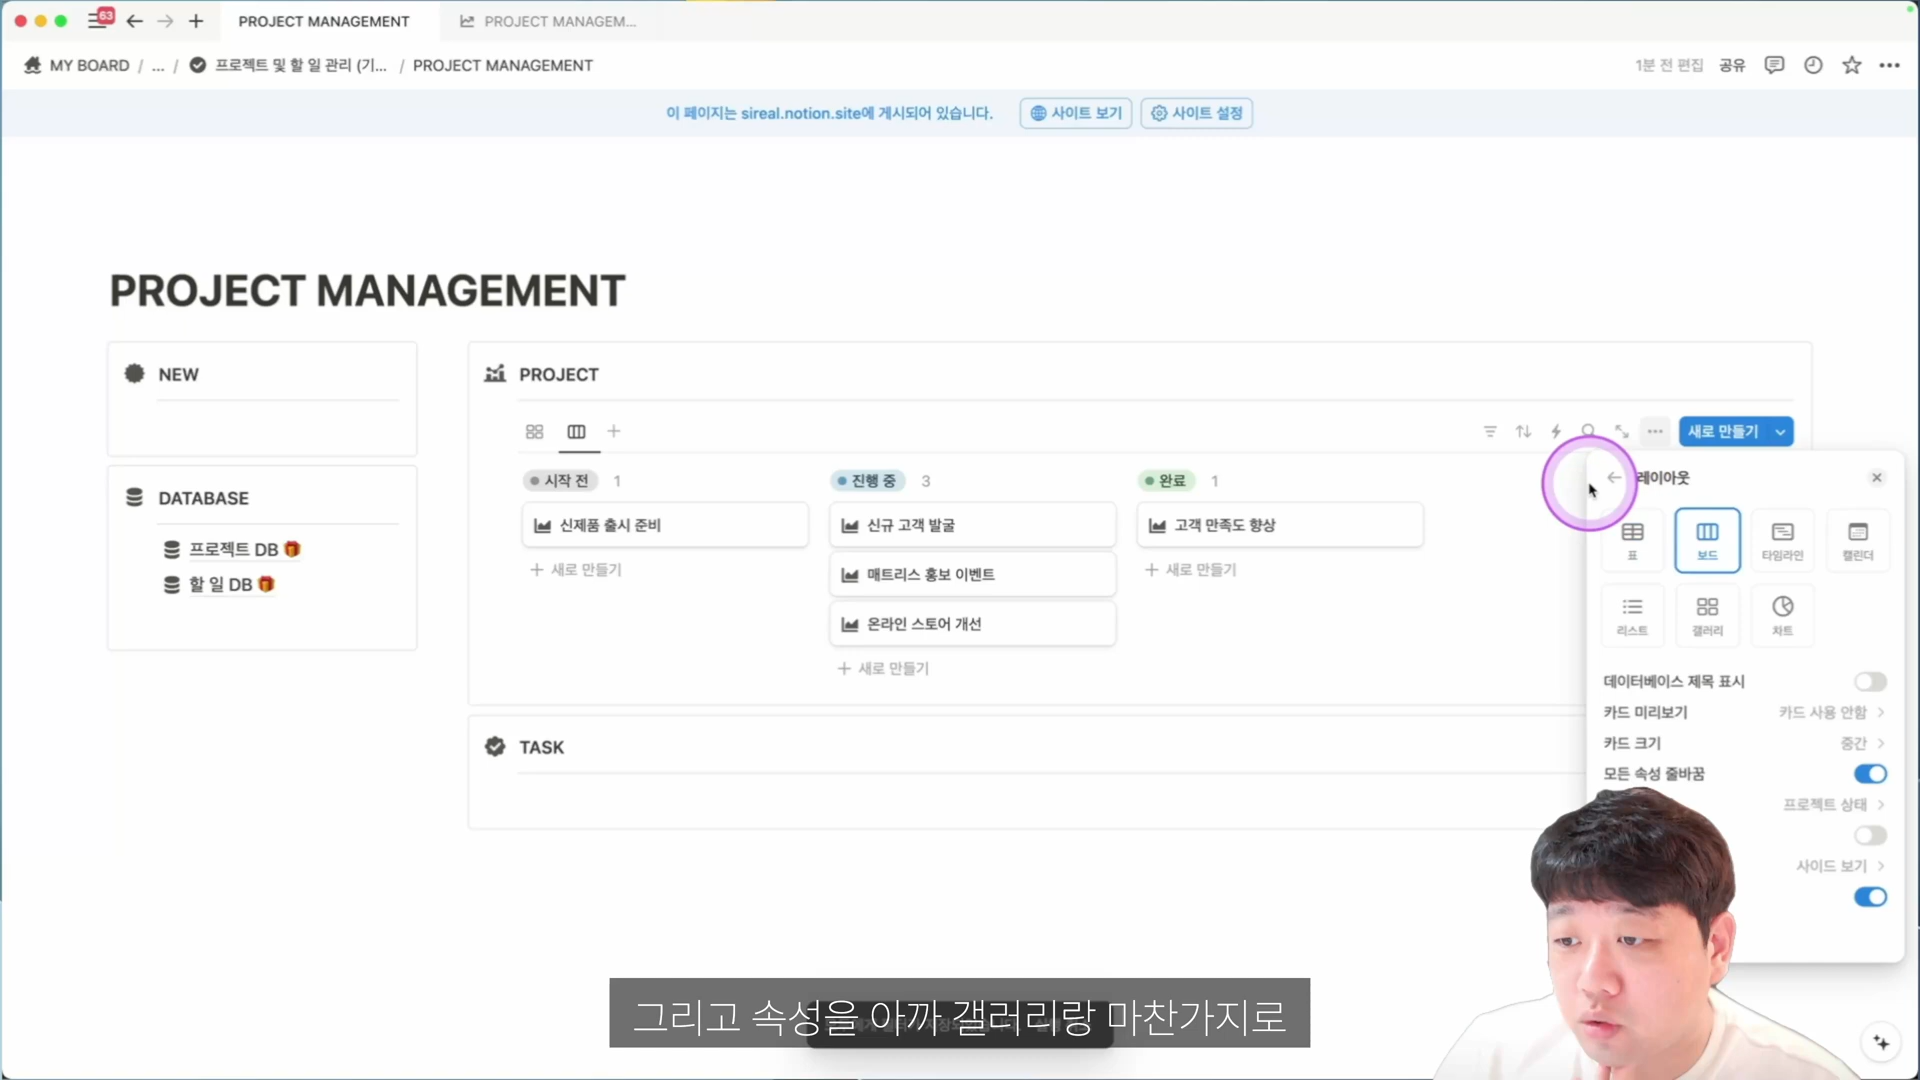 63
PROJECT MANAGEMENT
PROJECT MANAGEM...
MY BOARD / ... / 프로젝트 및 할 일 관리 (기... / PROJECT MANAGEMENT
1분 전 편집 공유
이 페이지는 sireal.notion.site에 게시되어 있습니다. 사이트 보기 사이트 설정
PROJECT MANAGEMENT
NEW
DATABASE
프로젝트 DB
할 일 DB
PROJECT
새로 만들기
시작 전 1
신제품 출시 준비
+ 새로 만들기
진행 중 3
신규 고객 발굴
매트리스 홍보 이벤트
온라인 스토어 개선
+ 새로 만들기
완료 1
고객 만족도 향상
+ 새로 만들기
TASK
레이아웃
표 보드 타임라인 캘린더
리스트 갤러리 차트
데이터베이스 제목 표시
카드 미리보기 카드 사용 안함
카드 크기 중간
모든 속성 줄바꿈
프로젝트 상태
사이드 보기
그리고 속성을 아까 갤러리랑 마찬가지로